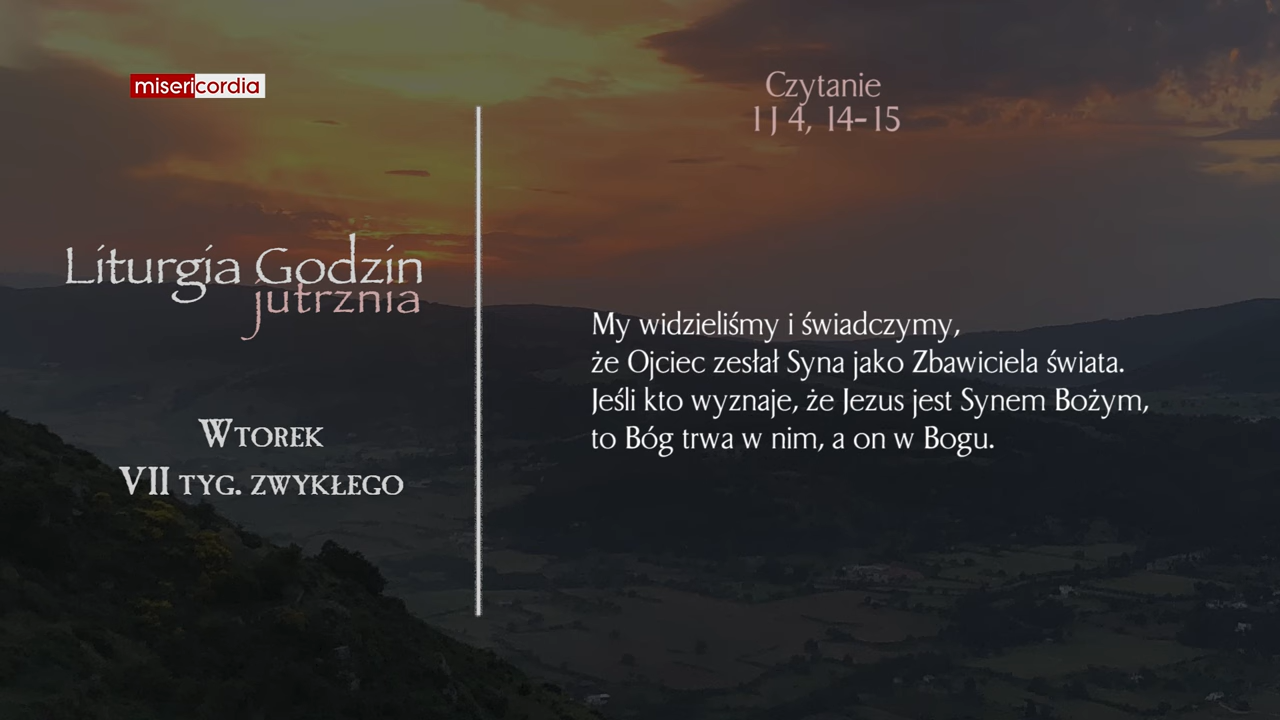 misericordia
Liturgia Godzin
jutrznia
Wtorek
VII tyg. zwykłego
Czytanie
1 J 4, 14-15
My widzieliśmy i świadczymy,
że Ojciec zesłał Syna jako Zbawiciela świata.
Jeśli kto wyznaje, że Jezus jest Synem Bożym,
to Bóg trwa w nim, a on w Bogu.